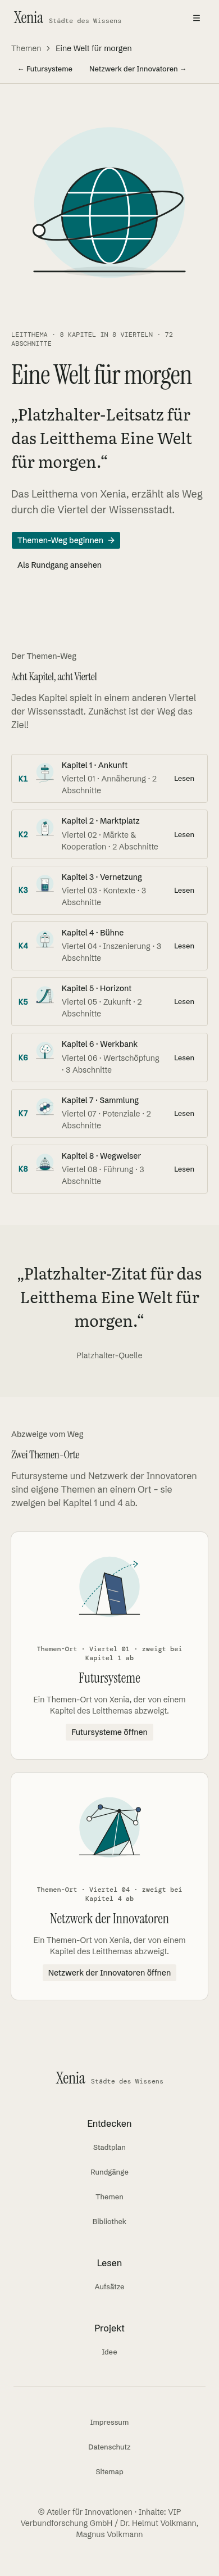 Xenia Städte des Wissens
☰
Themen > Eine Welt für morgen
← Futursysteme Netzwerk der Innovatoren →
LEITTHEMA · 8 KAPITEL IN 8 VIERTELN · 72
ABSCHNITTE
Eine Welt für morgen
„Platzhalter-Leitsatz für
das Leitthema Eine Welt
für morgen.“
Das Leitthema von Xenia, erzählt als Weg
durch die Viertel der Wissensstadt.
Themen-Weg beginnen →
Als Rundgang ansehen
Der Themen-Weg
Acht Kapitel, acht Viertel
Jedes Kapitel spielt in einem anderen Viertel
der Wissensstadt. Zunächst ist der Weg das
Ziel!
K1 Kapitel 1 · Ankunft
Viertel 01 · Annäherung · 2
Abschnitte
Lesen
K2 Kapitel 2 · Marktplatz
Viertel 02 · Märkte &
Kooperation · 2 Abschnitte
Lesen
K3 Kapitel 3 · Vernetzung
Viertel 03 · Kontexte · 3
Abschnitte
Lesen
K4 Kapitel 4 · Bühne
Viertel 04 · Inszenierung · 3
Abschnitte
Lesen
K5 Kapitel 5 · Horizont
Viertel 05 · Zukunft · 2
Abschnitte
Lesen
K6 Kapitel 6 · Werkbank
Viertel 06 · Wertschöpfung
· 3 Abschnitte
Lesen
K7 Kapitel 7 · Sammlung
Viertel 07 · Potenziale · 2
Abschnitte
Lesen
K8 Kapitel 8 · Wegweiser
Viertel 08 · Führung · 3
Abschnitte
Lesen
„Platzhalter-Zitat für das
Leitthema Eine Welt für
morgen.“
Platzhalter-Quelle
Abzweige vom Weg
Zwei Themen-Orte
Futursysteme und Netzwerk der Innovatoren
sind eigene Themen an einem Ort – sie
zweigen bei Kapitel 1 und 4 ab.
Themen-Ort · Viertel 01 · zweigt bei
Kapitel 1 ab
Futursysteme
Ein Themen-Ort von Xenia, der von einem
Kapitel des Leitthemas abzweigt.
Futursysteme öffnen
Themen-Ort · Viertel 04 · zweigt bei
Kapitel 4 ab
Netzwerk der Innovatoren
Ein Themen-Ort von Xenia, der von einem
Kapitel des Leitthemas abzweigt.
Netzwerk der Innovatoren öffnen
Xenia Städte des Wissens
Entdecken
Stadtplan
Rundgänge
Themen
Bibliothek
Lesen
Aufsätze
Projekt
Idee
Impressum
Datenschutz
Sitemap
© Atelier für Innovationen · Inhalte: VIP
Verbundforschung GmbH / Dr. Helmut Volkmann,
Magnus Volkmann